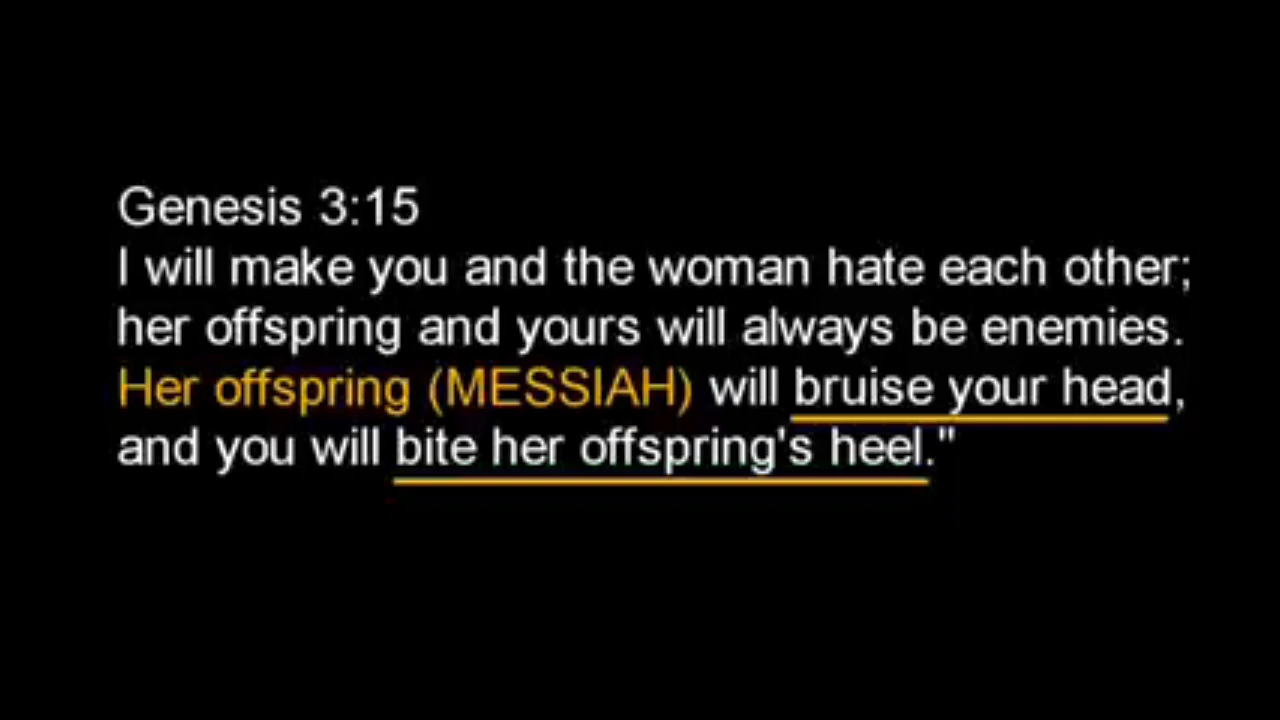 Genesis 3:15
I will make you and the woman hate each other;
her offspring and yours will always be enemies.
Her offspring (MESSIAH) will bruise your head,
and you will bite her offspring's heel."